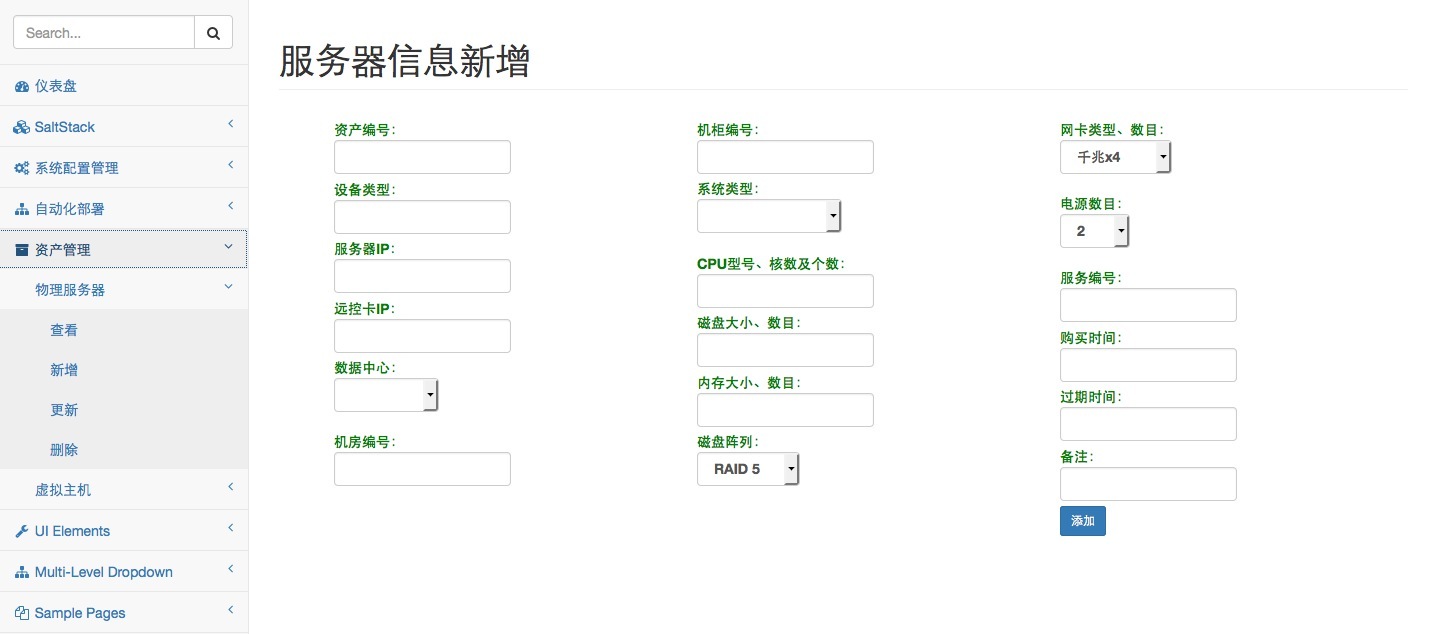 Search...
仪表盘
SaltStack
系统配置管理
自动化部署
资产管理
物理服务器
查看
新增
更新
删除
虚拟主机
UI Elements
Multi-Level Dropdown
Sample Pages
服务器信息新增
资产编号:
设备类型:
服务器IP:
远控卡IP:
数据中心:
机房编号:
机柜编号:
系统类型:
CPU型号、核数及个数:
磁盘大小、数目:
内存大小、数目:
磁盘阵列:
RAID 5
网卡类型、数目:
千兆x4
电源数目:
2
服务编号:
购买时间:
过期时间:
备注:
添加